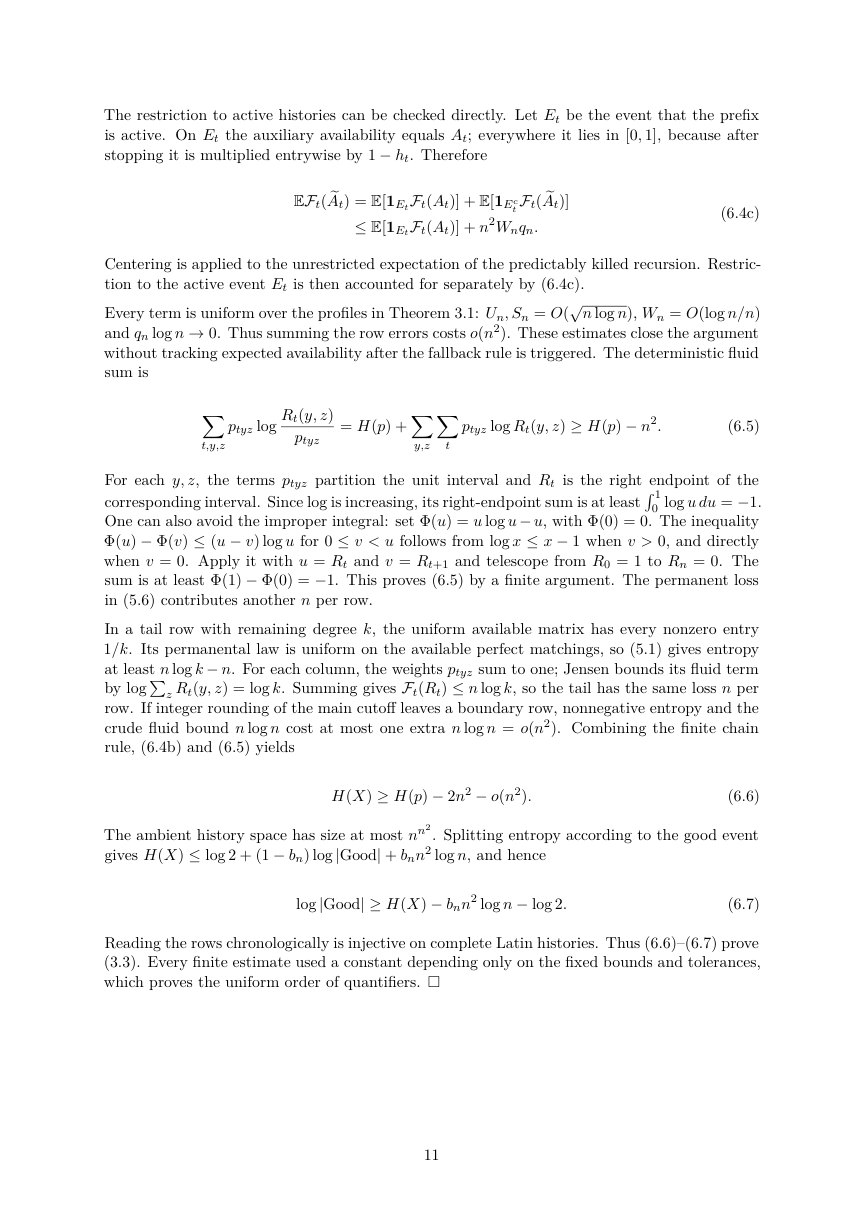 The restriction to active histories can be checked directly. Let E_t be the event that the prefix
is active. On E_t the auxiliary availability equals A_t; everywhere it lies in [0, 1], because after
stopping it is multiplied entrywise by 1 − h_t. Therefore
𝔼ℱ_t(Ã_t) = 𝔼[1_{E_t}ℱ_t(A_t)] + 𝔼[1_{E_t^c}ℱ_t(Ã_t)]
≤ 𝔼[1_{E_t}ℱ_t(A_t)] + n²W_nq_n.
(6.4c)
Centering is applied to the unrestricted expectation of the predictably killed recursion. Restric-
tion to the active event E_t is then accounted for separately by (6.4c).
Every term is uniform over the profiles in Theorem 3.1: U_n, S_n = O(√(n log n)), W_n = O(log n/n)
and q_n log n → 0. Thus summing the row errors costs o(n²). These estimates close the argument
without tracking expected availability after the fallback rule is triggered. The deterministic fluid
sum is
∑_{t,y,z} p_{tyz} log (R_t(y, z) / p_{tyz}) = H(p) + ∑_{y,z} ∑_t p_{tyz} log R_t(y, z) ≥ H(p) − n². (6.5)
For each y, z, the terms p_{tyz} partition the unit interval and R_t is the right endpoint of the
corresponding interval. Since log is increasing, its right-endpoint sum is at least ∫_0^1 log u du = −1.
One can also avoid the improper integral: set Φ(u) = u log u − u, with Φ(0) = 0. The inequality
Φ(u) − Φ(v) ≤ (u − v) log u for 0 ≤ v < u follows from log x ≤ x − 1 when v > 0, and directly
when v = 0. Apply it with u = R_t and v = R_{t+1} and telescope from R_0 = 1 to R_n = 0. The
sum is at least Φ(1) − Φ(0) = −1. This proves (6.5) by a finite argument. The permanent loss
in (5.6) contributes another n per row.
In a tail row with remaining degree k, the uniform available matrix has every nonzero entry
1/k. Its permanental law is uniform on the available perfect matchings, so (5.1) gives entropy
at least n log k − n. For each column, the weights p_{tyz} sum to one; Jensen bounds its fluid term
by log ∑_z R_t(y, z) = log k. Summing gives ℱ_t(R_t) ≤ n log k, so the tail has the same loss n per
row. If integer rounding of the main cutoff leaves a boundary row, nonnegative entropy and the
crude fluid bound n log n cost at most one extra n log n = o(n²). Combining the finite chain
rule, (6.4b) and (6.5) yields
H(X) ≥ H(p) − 2n² − o(n²). (6.6)
The ambient history space has size at most n^{n²}. Splitting entropy according to the good event
gives H(X) ≤ log 2 + (1 − b_n) log |Good| + b_nn² log n, and hence
log |Good| ≥ H(X) − b_nn² log n − log 2. (6.7)
Reading the rows chronologically is injective on complete Latin histories. Thus (6.6)–(6.7) prove
(3.3). Every finite estimate used a constant depending only on the fixed bounds and tolerances,
which proves the uniform order of quantifiers. □
11